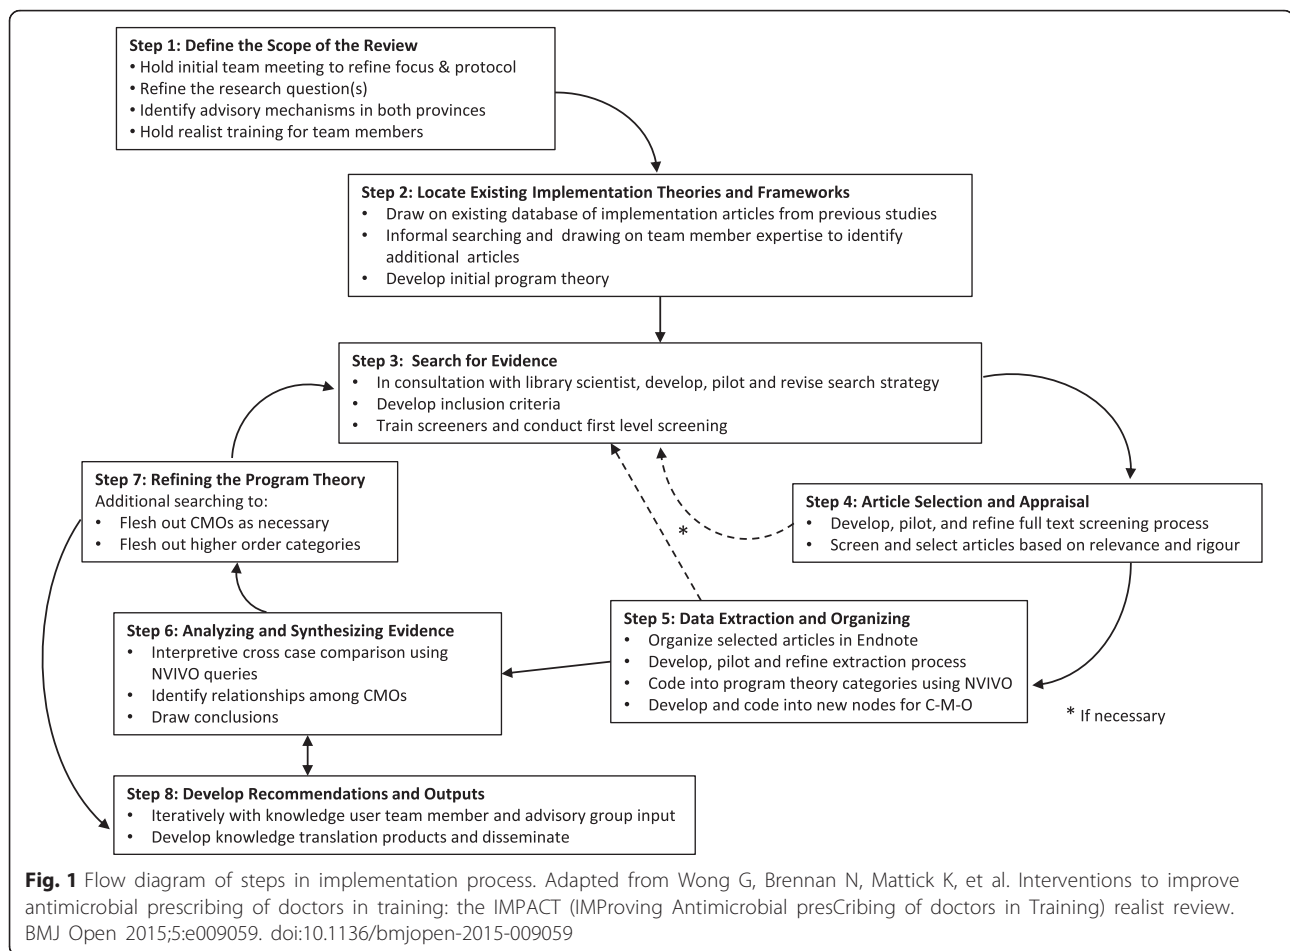 Step 1: Define the Scope of the Review
• Hold initial team meeting to refine focus & protocol
• Refine the research question(s)
• Identify advisory mechanisms in both provinces
• Hold realist training for team members
Step 2: Locate Existing Implementation Theories and Frameworks
• Draw on existing database of implementation articles from previous studies
• Informal searching and drawing on team member expertise to identify
additional articles
• Develop initial program theory
Step 3: Search for Evidence
• In consultation with library scientist, develop, pilot and revise search strategy
• Develop inclusion criteria
• Train screeners and conduct first level screening
Step 4: Article Selection and Appraisal
• Develop, pilot, and refine full text screening process
• Screen and select articles based on relevance and rigour
*
Step 5: Data Extraction and Organizing
• Organize selected articles in Endnote
• Develop, pilot and refine extraction process
• Code into program theory categories using NVIVO
• Develop and code into new nodes for C-M-O
* If necessary
Step 6: Analyzing and Synthesizing Evidence
• Interpretive cross case comparison using
NVIVO queries
• Identify relationships among CMOs
• Draw conclusions
Step 7: Refining the Program Theory
Additional searching to:
• Flesh out CMOs as necessary
• Flesh out higher order categories
Step 8: Develop Recommendations and Outputs
• Iteratively with knowledge user team member and advisory group input
• Develop knowledge translation products and disseminate
Fig. 1 Flow diagram of steps in implementation process. Adapted from Wong G, Brennan N, Mattick K, et al. Interventions to improve
antimicrobial prescribing of doctors in training: the IMPACT (IMProving Antimicrobial presCribing of doctors in Training) realist review.
BMJ Open 2015;5:e009059. doi:10.1136/bmjopen-2015-009059